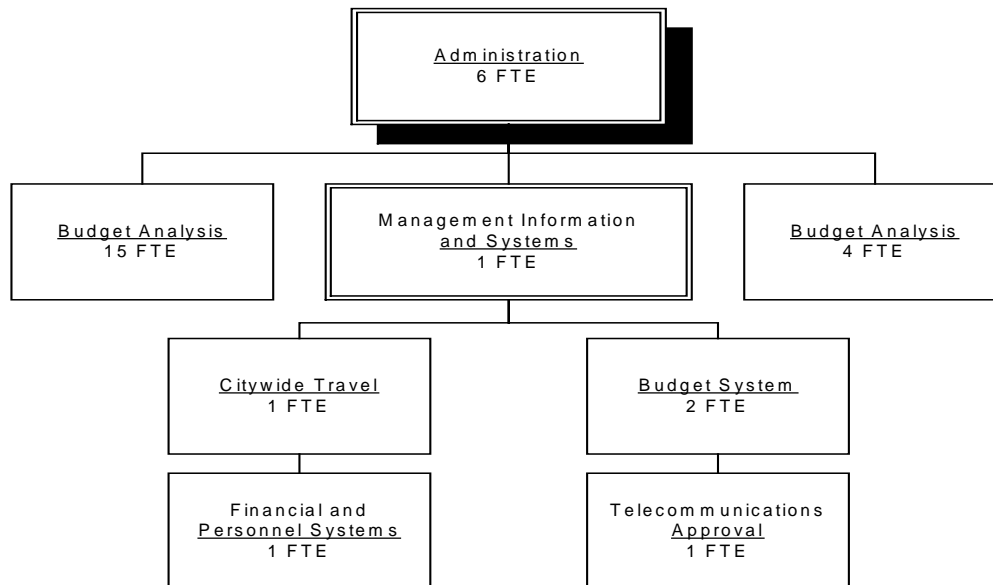 Administration
6 FTE
Budget Analysis
15 FTE
Management Information
and Systems
1 FTE
Budget Analysis
4 FTE
Citywide Travel
1 FTE
Budget System
2 FTE
Financial and
Personnel Systems
1 FTE
Telecommunications
Approval
1 FTE